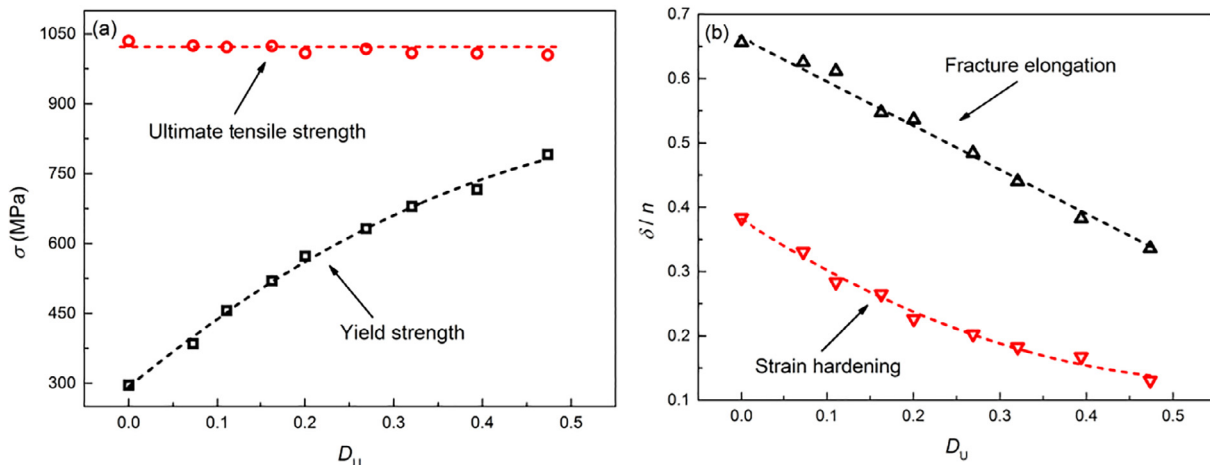 (a)
1050
900
750
600
450
300
σ (MPa)
Ultimate tensile strength
Yield strength
0.0 0.1 0.2 0.3 0.4 0.5
D_U
(b)
0.6
0.5
0.4
0.3
0.2
0.1
δ / n
Fracture elongation
Strain hardening
0.0 0.1 0.2 0.3 0.4 0.5
D_U